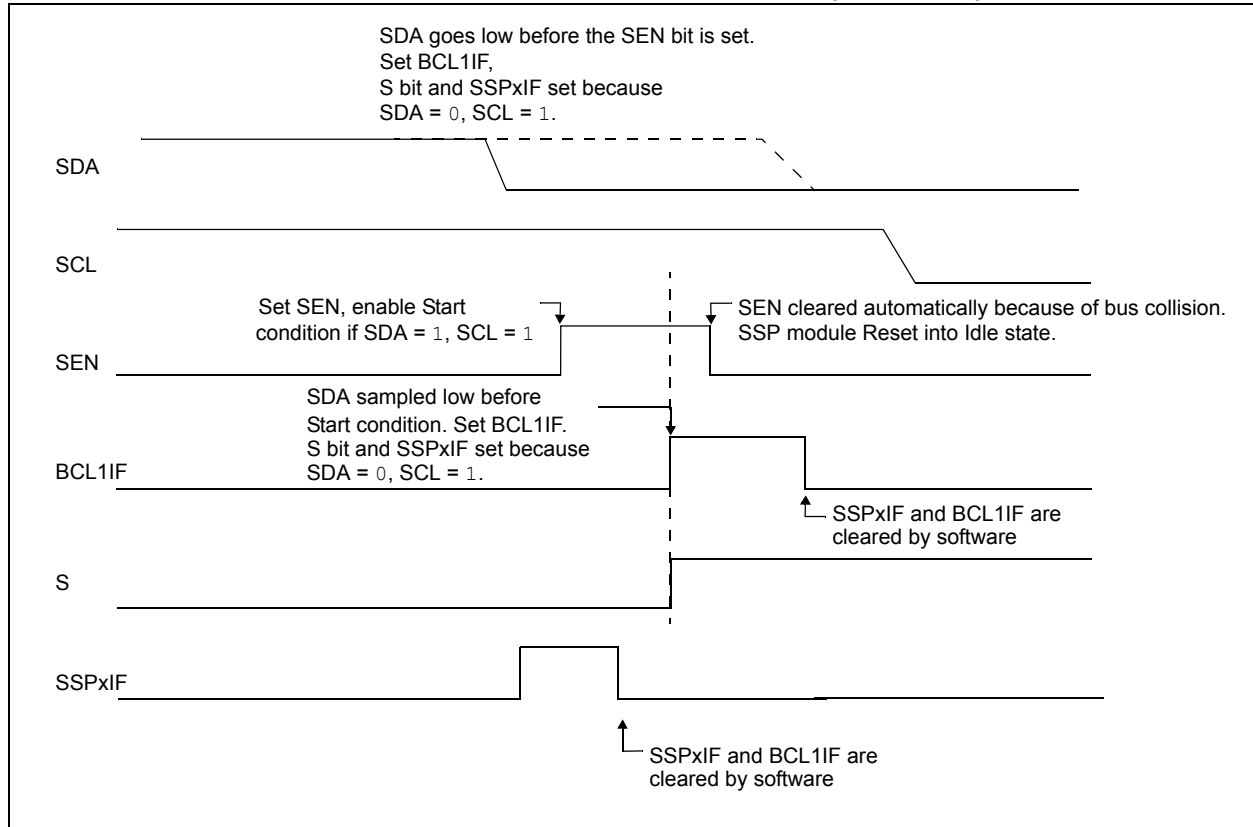 SDA goes low before the SEN bit is set.
Set BCL1IF,
S bit and SSPxIF set because
SDA = 0, SCL = 1.
SDA
SCL
Set SEN, enable Start
condition if SDA = 1, SCL = 1
SEN cleared automatically because of bus collision.
SSP module Reset into Idle state.
SEN
SDA sampled low before
Start condition. Set BCL1IF.
S bit and SSPxIF set because
SDA = 0, SCL = 1.
BCL1IF
SSPxIF and BCL1IF are
cleared by software
S
SSPxIF
SSPxIF and BCL1IF are
cleared by software